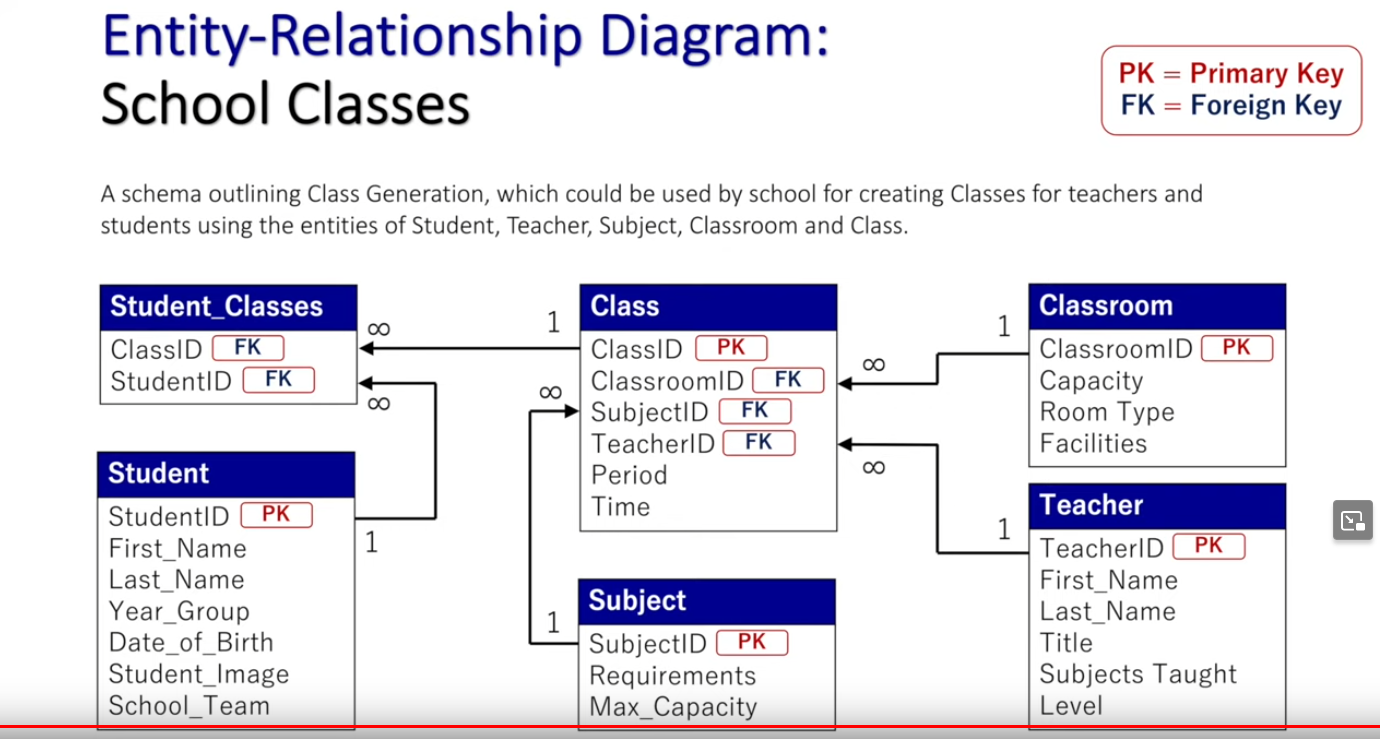 Entity-Relationship Diagram:
School Classes
PK = Primary Key
FK = Foreign Key
A schema outlining Class Generation, which could be used by school for creating Classes for teachers and
students using the entities of Student, Teacher, Subject, Classroom and Class.
Student_Classes
ClassID FK
StudentID FK
∞
∞
1
Student
StudentID PK
First_Name
Last_Name
Year_Group
Date_of_Birth
Student_Image
School_Team
1
Class
ClassID PK
ClassroomID FK
SubjectID FK
TeacherID FK
Period
Time
∞
∞
∞
Subject
SubjectID PK
Requirements
Max_Capacity
1
Classroom
ClassroomID PK
Capacity
Room Type
Facilities
1
Teacher
TeacherID PK
First_Name
Last_Name
Title
Subjects Taught
Level
1